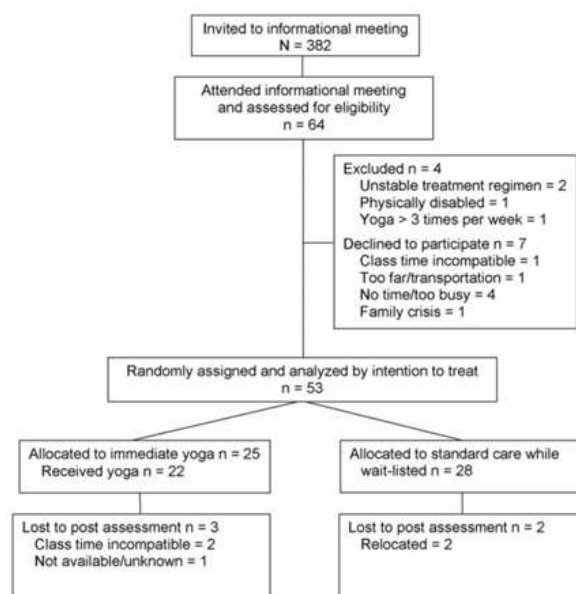 Invited to informational meeting
N = 382
Attended informational meeting
and assessed for eligibility
n = 64
Excluded n = 4
Unstable treatment regimen = 2
Physically disabled = 1
Yoga > 3 times per week = 1
Declined to participate n = 7
Class time incompatible = 1
Too far/transportation = 1
No time/too busy = 4
Family crisis = 1
Randomly assigned and analyzed by intention to treat
n = 53
Allocated to immediate yoga n = 25
Received yoga n = 22
Allocated to standard care while
wait-listed n = 28
Lost to post assessment n = 3
Class time incompatible = 2
Not available/unknown = 1
Lost to post assessment n = 2
Relocated = 2